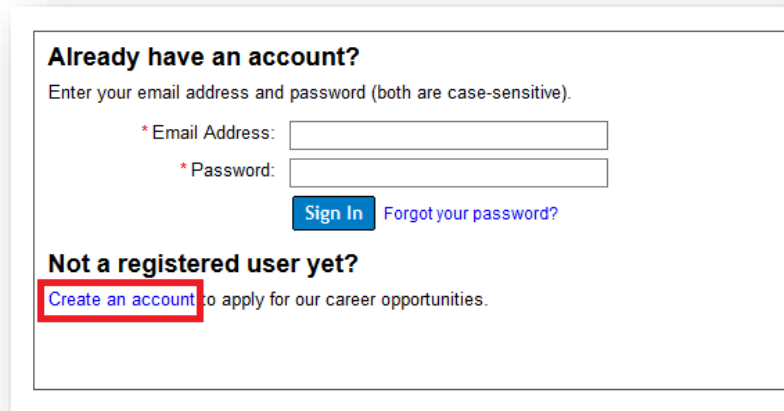 Already have an account?
Enter your email address and password (both are case-sensitive).
* Email Address:
* Password:
Sign In Forgot your password?
Not a registered user yet?
Create an account to apply for our career opportunities.